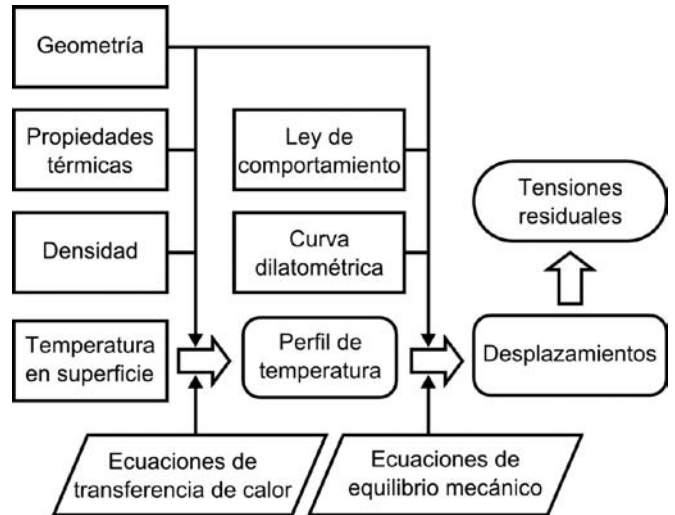 Geometría
Propiedades
térmicas
Ley de
comportamiento
Tensiones
residuales
Densidad
Curva
dilatométrica
Temperatura
en superficie
Perfil de
temperatura
Desplazamientos
Ecuaciones de
transferencia de calor
Ecuaciones de
equilibrio mecánico